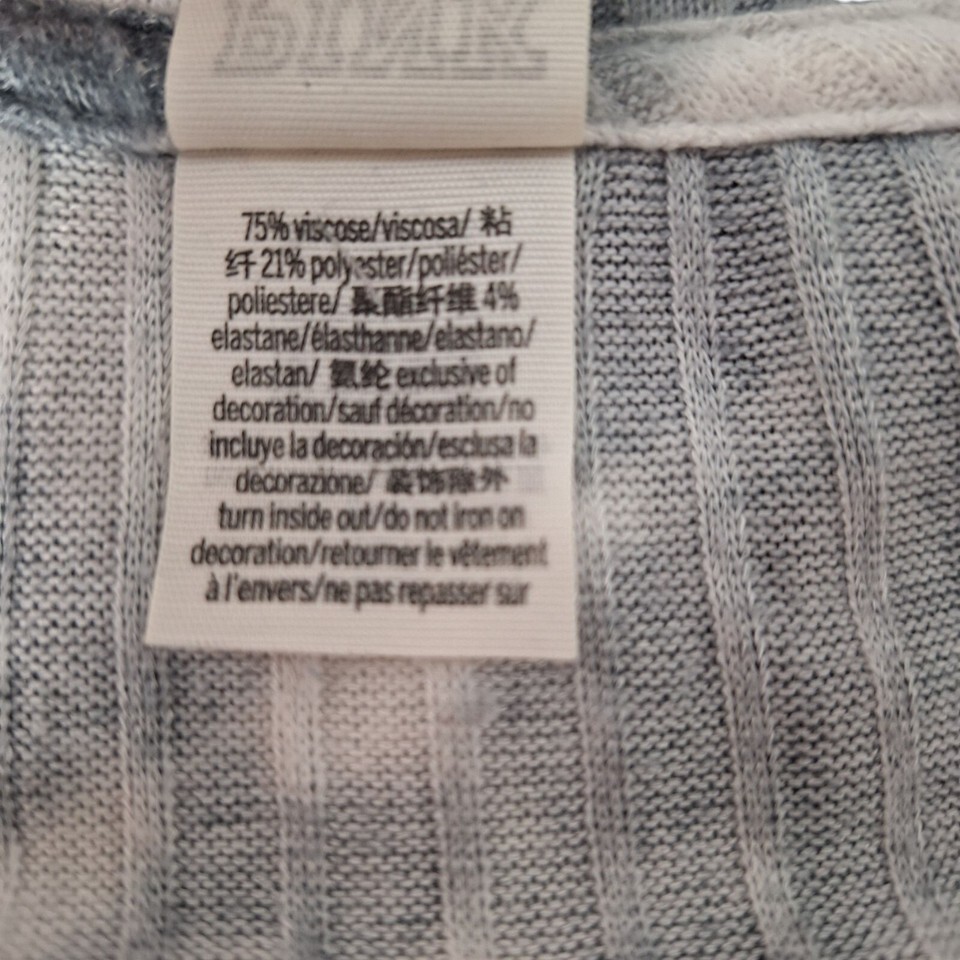 PINK
75% viscose/viscosa/ 粘
纤 21% polyester/poliéster/
poliestere/ 聚酯纤维 4%
elastane/élasthanne/elastano/
elastan/ 氨纶 exclusive of
decoration/sauf décoration/no
incluye la decoración/esclusa la
decorazione/ 装饰除外
turn inside out/do not iron on
decoration/retourner le vêtement
à l'envers/ne pas repasser sur